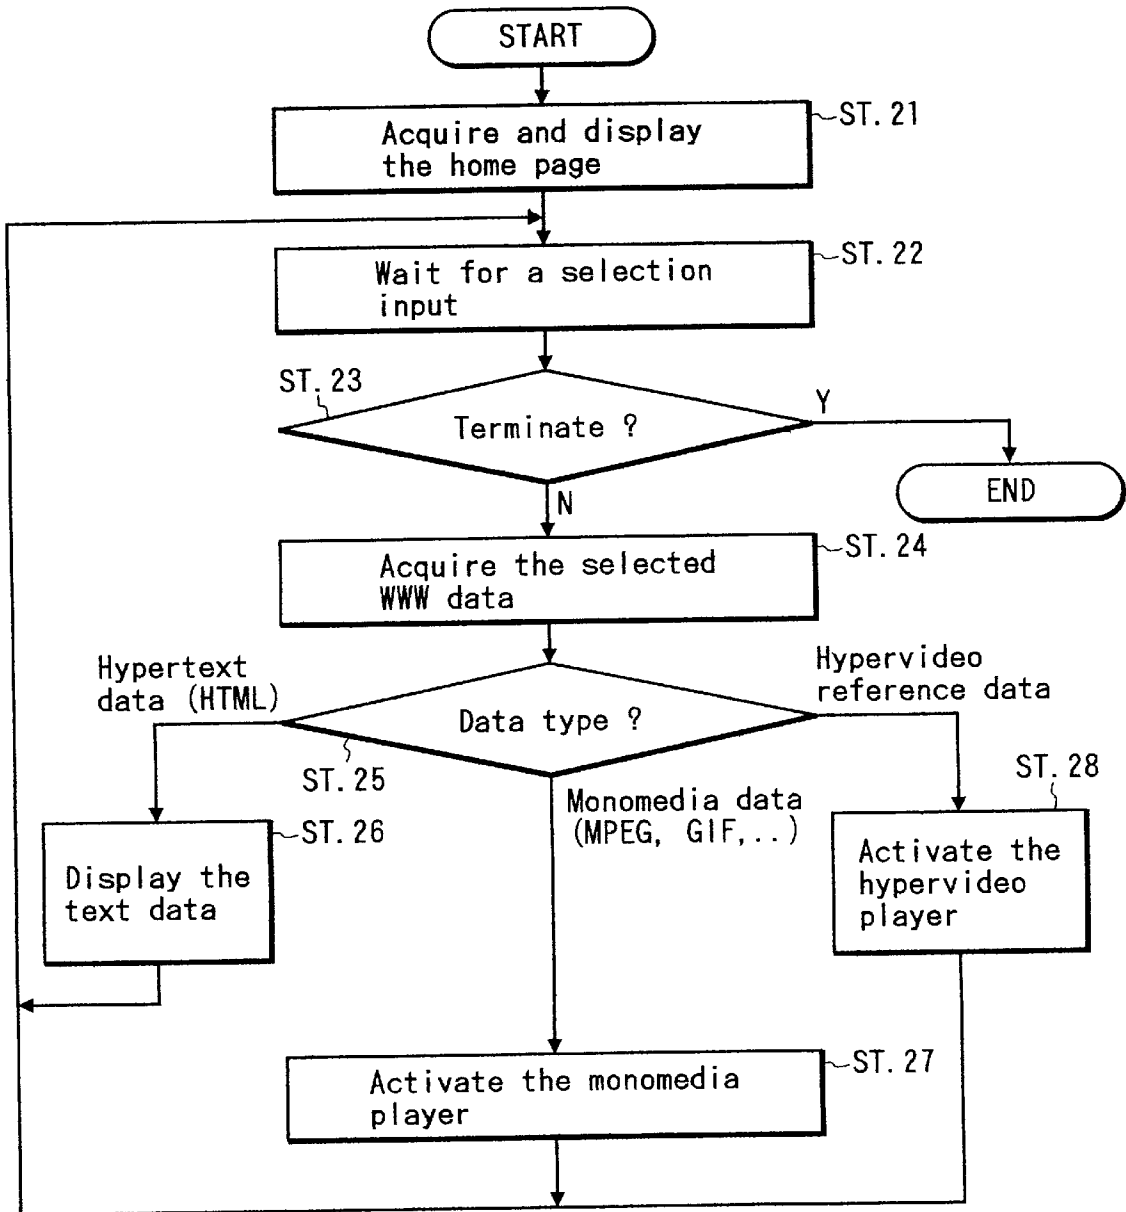 START
ST.21
Acquire and display
the home page
ST.22
Wait for a selection
input
ST.23
Terminate ?
Y
END
N
ST.24
Acquire the selected
WWW data
Hypertext
data (HTML)
Hypervideo
reference data
Data type ?
ST.25
ST.28
Monomedia data
(MPEG, GIF,..)
ST.26
Display the
text data
Activate the
hypervideo
player
ST.27
Activate the monomedia
player